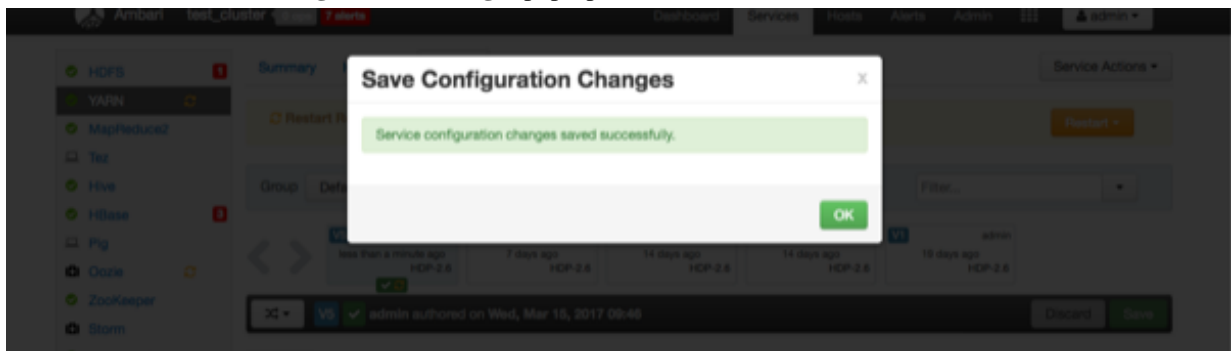 Ambari test_cluster 7 alerts Dashboard Services Hosts Alerts Admin admin
HDFS 1 Summary Service Actions
Save Configuration Changes x
YARN
Restart R Restart
MapReduce2
Service configuration changes saved successfully.
Tez
Hive
Group Defa Filter...
HBase 3
OK
Pig
V1 admin
less than a minute ago 7 days ago 14 days ago 14 days ago
HDP-2.6 HDP-2.6 HDP-2.6 HDP-2.6 HDP-2.6
Oozie
ZooKeeper
V5 admin authored on Wed, Mar 15, 2017 09:46 Discard Save
Storm